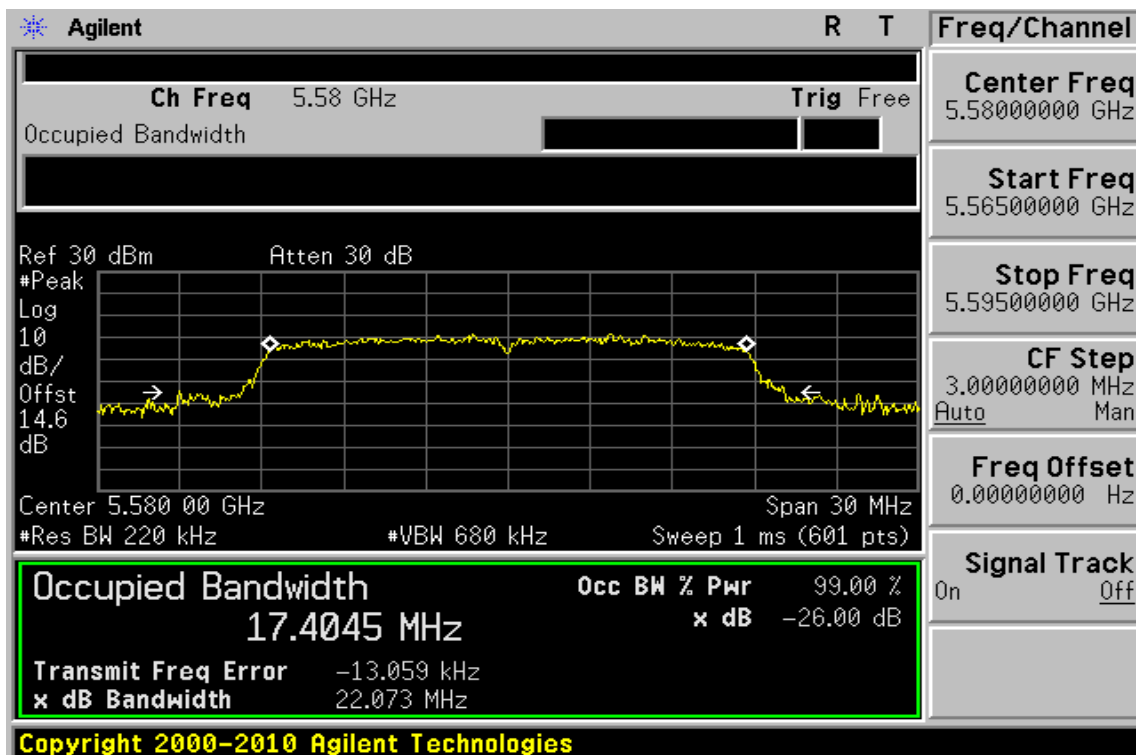 Agilent R T Freq/Channel
Ch Freq 5.58 GHz Trig Free
Occupied Bandwidth
Center Freq
5.58000000 GHz
Start Freq
5.56500000 GHz
Stop Freq
5.59500000 GHz
CF Step
3.00000000 MHz
Auto Man
Freq Offset
0.00000000 Hz
Signal Track
On Off
Ref 30 dBm Atten 30 dB
#Peak
Log
10
dB/
Offst
14.6
dB
Center 5.580 00 GHz Span 30 MHz
#Res BW 220 kHz #VBW 680 kHz Sweep 1 ms (601 pts)
Occupied Bandwidth Occ BW % Pwr 99.00 %
17.4045 MHz x dB -26.00 dB
Transmit Freq Error -13.059 kHz
x dB Bandwidth 22.073 MHz
Copyright 2000-2010 Agilent Technologies